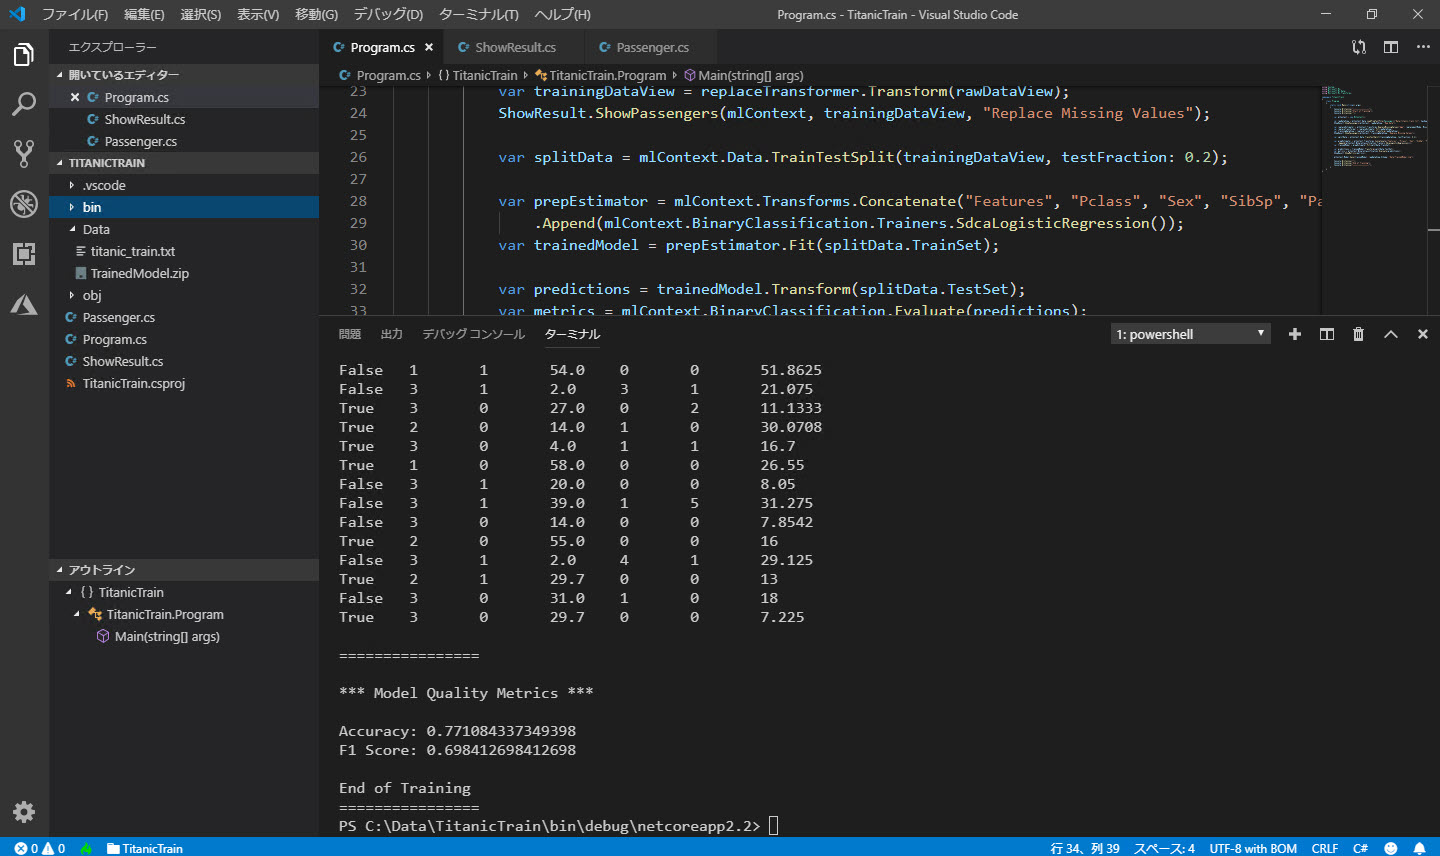 ファイル(F) 編集(E) 選択(S) 表示(V) 移動(G) デバッグ(D) ターミナル(T) ヘルプ(H) Program.cs - TitanicTrain - Visual Studio Code
エクスプローラー
開いているエディター
Program.cs
ShowResult.cs
Passenger.cs
TITANICTRAIN
.vscode
bin
Data
titanic_train.txt
TrainedModel.zip
obj
Passenger.cs
Program.cs
ShowResult.cs
TitanicTrain.csproj
アウトライン
{ } TitanicTrain
TitanicTrain.Program
Main(string[] args)
Program.cs ShowResult.cs Passenger.cs
Program.cs { } TitanicTrain TitanicTrain.Program Main(string[] args)
23 var trainingDataView = replaceTransformer.Transform(rawDataView);
24 ShowResult.ShowPassengers(mlContext, trainingDataView, "Replace Missing Values");
25
26 var splitData = mlContext.Data.TrainTestSplit(trainingDataView, testFraction: 0.2);
27
28 var prepEstimator = mlContext.Transforms.Concatenate("Features", "Pclass", "Sex", "SibSp", "Pa
29 .Append(mlContext.BinaryClassification.Trainers.SdcaLogisticRegression());
30 var trainedModel = prepEstimator.Fit(splitData.TrainSet);
31
32 var predictions = trainedModel.Transform(splitData.TestSet);
33 var metrics = mlContext.BinaryClassification.Evaluate(predictions);
問題 出力 デバッグ コンソール ターミナル 1: powershell
False 1 1 54.0 0 0 51.8625
False 3 1 2.0 3 1 21.075
True 3 0 27.0 0 2 11.1333
True 2 0 14.0 1 0 30.0708
True 3 0 4.0 1 1 16.7
True 1 0 58.0 0 0 26.55
False 3 1 20.0 0 0 8.05
False 3 1 39.0 1 5 31.275
False 3 0 14.0 0 0 7.8542
True 2 0 55.0 0 0 16
False 3 1 2.0 4 1 29.125
True 2 1 29.7 0 0 13
False 3 0 31.0 1 0 18
True 3 0 29.7 0 0 7.225
================
*** Model Quality Metrics ***
Accuracy: 0.771084337349398
F1 Score: 0.698412698412698
End of Training
================
PS C:\Data\TitanicTrain\bin\debug\netcoreapp2.2>
0 0 TitanicTrain 行 34、列 39 スペース: 4 UTF-8 with BOM CRLF C#